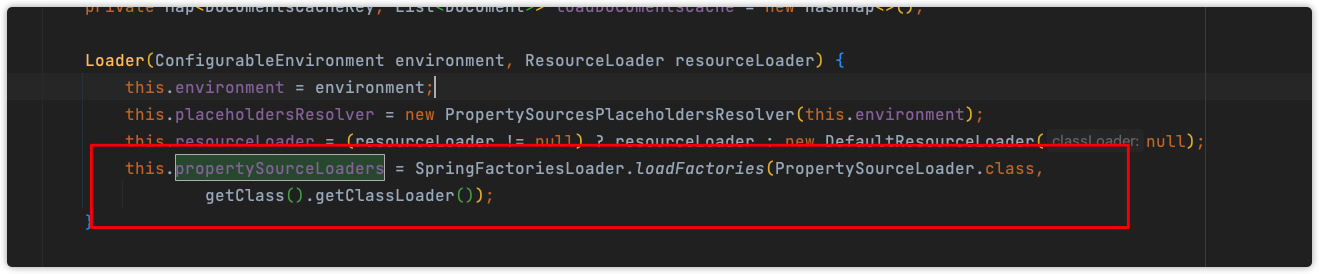 private Map<DocumentsCacheKey, List<Document>> loadDocumentsCache = new HashMap<>();
Loader(ConfigurableEnvironment environment, ResourceLoader resourceLoader) {
this.environment = environment;
this.placeholdersResolver = new PropertySourcesPlaceholdersResolver(this.environment);
this.resourceLoader = (resourceLoader != null) ? resourceLoader : new DefaultResourceLoader( classLoader: null);
this.propertySourceLoaders = SpringFactoriesLoader.loadFactories(PropertySourceLoader.class,
getClass().getClassLoader());
}